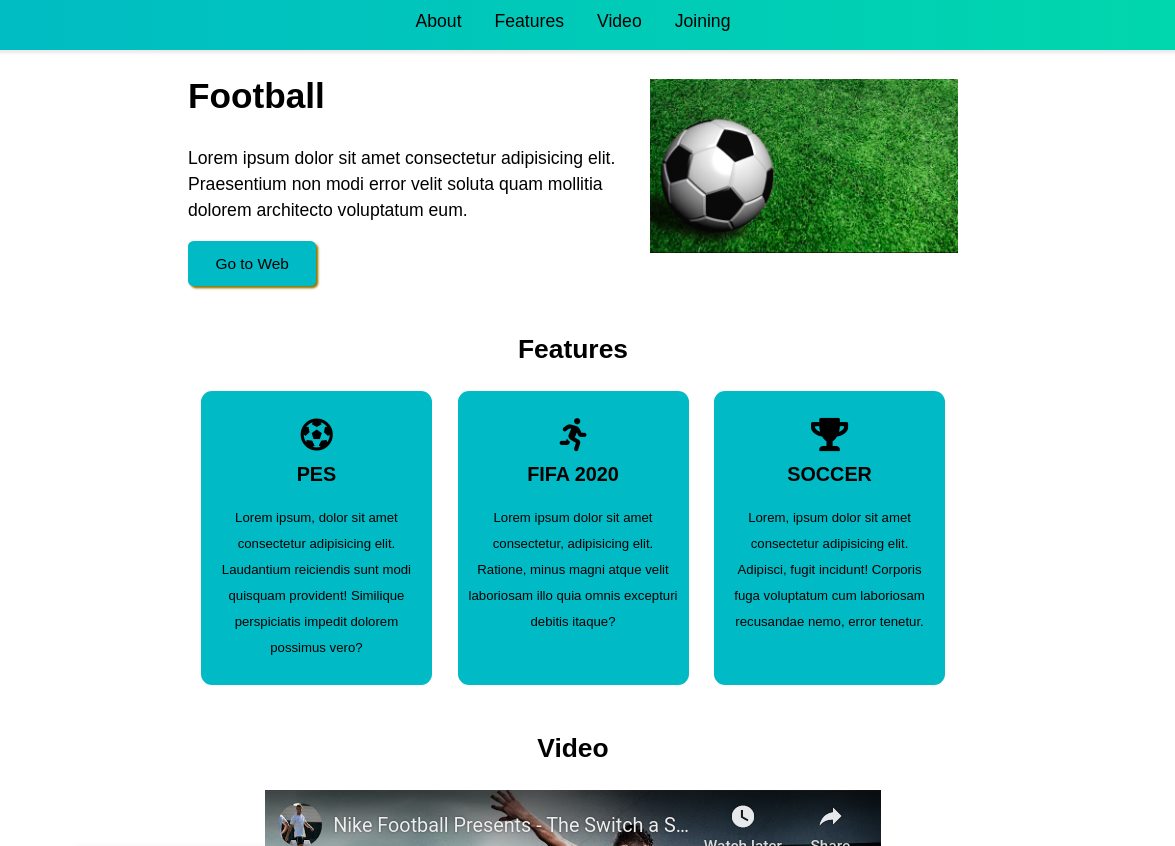 About Features Video Joining
Football
Lorem ipsum dolor sit amet consectetur adipisicing elit.
Praesentium non modi error velit soluta quam mollitia
dolorem architecto voluptatum eum.
Go to Web
Features
PES
Lorem ipsum, dolor sit amet
consectetur adipisicing elit.
Laudantium reiciendis sunt modi
quisquam provident! Similique
perspiciatis impedit dolorem
possimus vero?
FIFA 2020
Lorem ipsum dolor sit amet
consectetur, adipisicing elit.
Ratione, minus magni atque velit
laboriosam illo quia omnis excepturi
debitis itaque?
SOCCER
Lorem, ipsum dolor sit amet
consectetur adipisicing elit.
Adipisci, fugit incidunt! Corporis
fuga voluptatum cum laboriosam
recusandae nemo, error tenetur.
Video
Nike Football Presents - The Switch a S...
Watch later Share